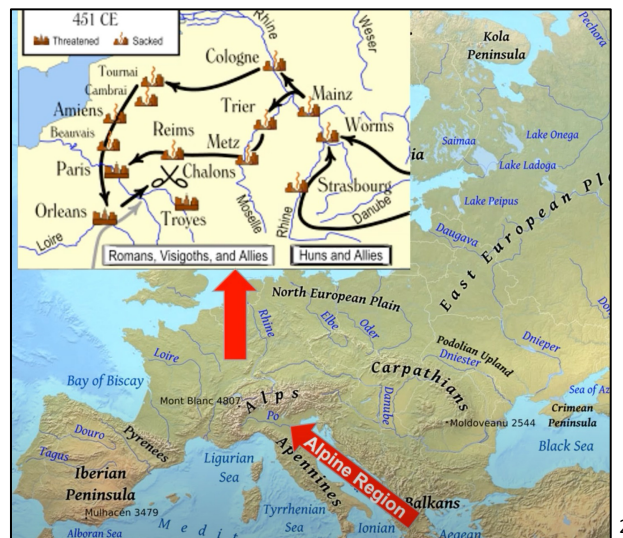 451 CE
Threatened
Sacked
Tournai
Cambrai
Amiens
Beauvais
Paris
Orleans
Loire
Reims
Chalons
Troyes
Cologne
Trier
Metz
Moselle
Mainz
Worms
Strasbourg
Rhine
Rhine
Danube
Weser
Romans, Visigoths, and Allies
Huns and Allies
Pechora
Kola
Peninsula
Saimaa
Lake Onega
Lake Ladoga
ia
Lake Peipus
Daugava
East European Pl
North European Plain
Rhine
Elbe
Oder
Podolian Upland
Dniester
Dnieper
Don
Loire
Bay of Biscay
Mont Blanc 4807
Alps
Po
Carpathians
Danube
Moldoveanu 2544
Sea of Az
Crimean
Peninsula
Black Sea
Pyrenees
Douro
Tagus
Iberian
Peninsula
Mulhacén 3479
Alboran Sea
Ligurian
Sea
Apennines
Alpine Region
Balkans
Tyrrhenian
Sea
Ionian
Aegean
Medit
2